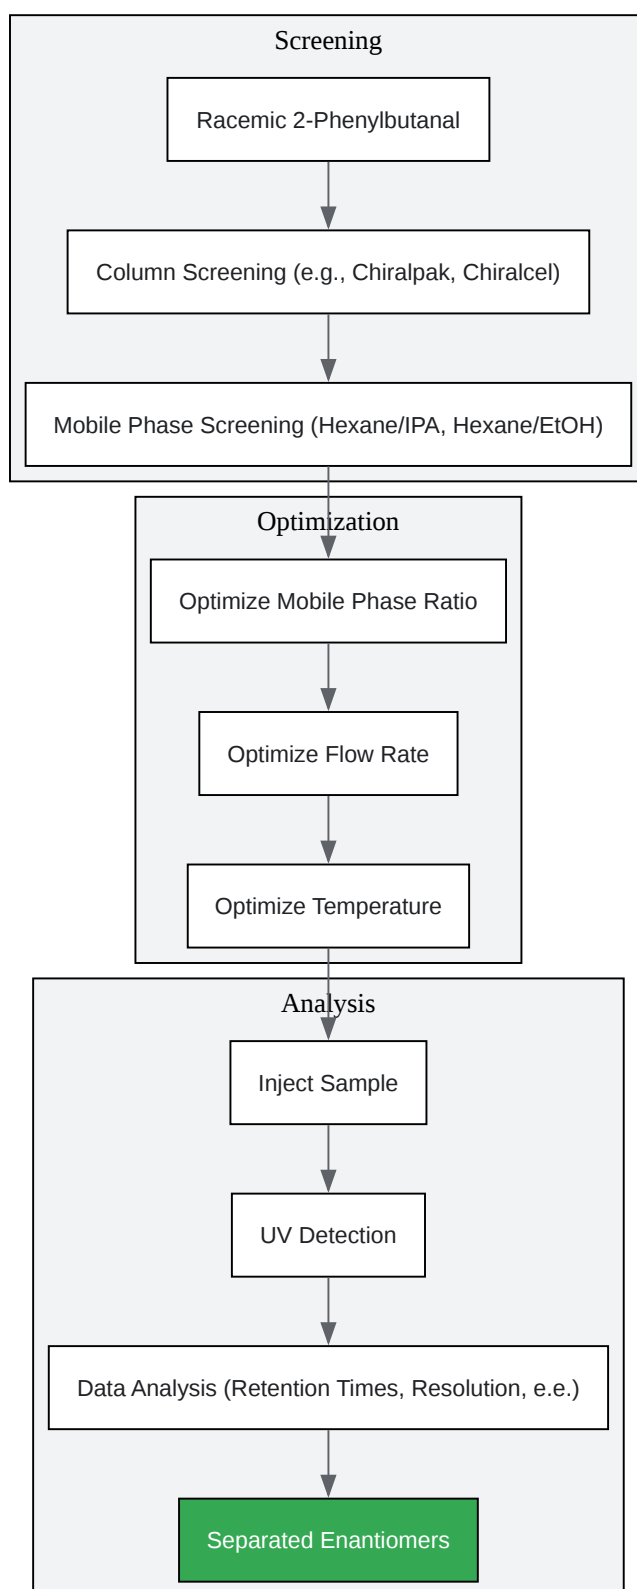 Screening
Racemic 2-Phenylbutanal
Column Screening (e.g., Chiralpak, Chiralcel)
Mobile Phase Screening (Hexane/IPA, Hexane/EtOH)
Optimization
Optimize Mobile Phase Ratio
Optimize Flow Rate
Optimize Temperature
Analysis
Inject Sample
UV Detection
Data Analysis (Retention Times, Resolution, e.e.)
Separated Enantiomers